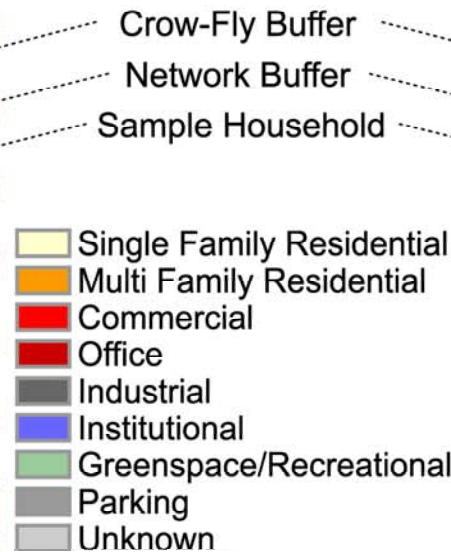 Crow-Fly Buffer
Network Buffer
Sample Household
Single Family Residential
Multi Family Residential
Commercial
Office
Industrial
Institutional
Greenspace/Recreational
Parking
Unknown